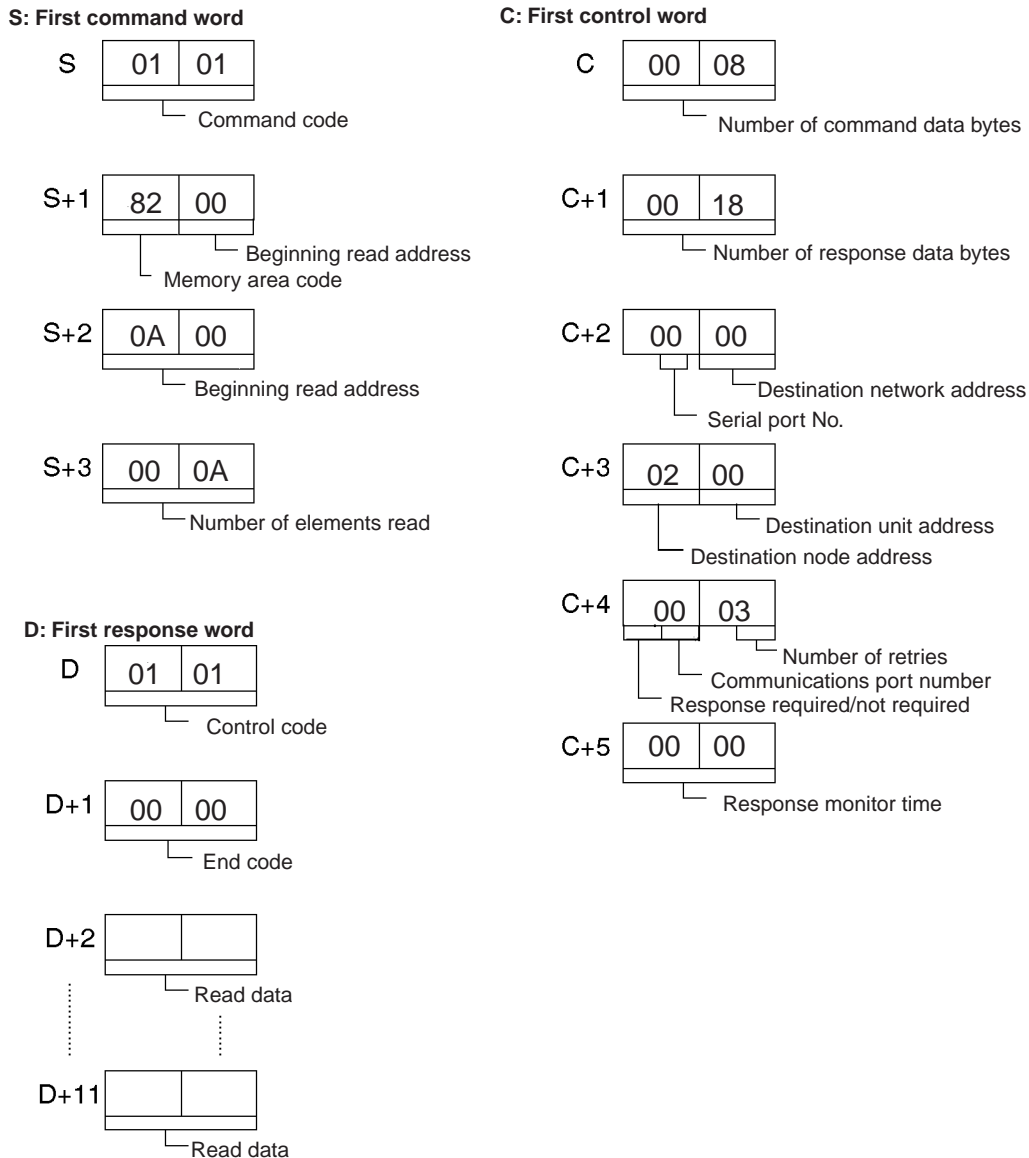 S: First command word
S 01 01
Command code
S+1 82 00
Beginning read address
Memory area code
S+2 0A 00
Beginning read address
S+3 00 0A
Number of elements read
D: First response word
D 01 01
Control code
D+1 00 00
End code
D+2
Read data
D+11
Read data
C: First control word
C 00 08
Number of command data bytes
C+1 00 18
Number of response data bytes
C+2 00 00
Destination network address
Serial port No.
C+3 02 00
Destination unit address
Destination node address
C+4 00 03
Number of retries
Communications port number
Response required/not required
C+5 00 00
Response monitor time